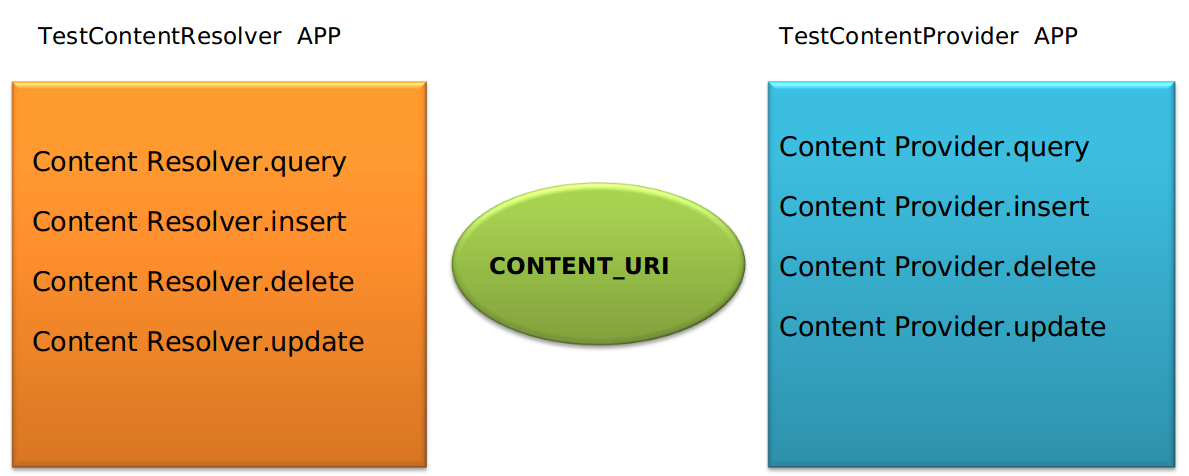 TestContentResolver APP
Content Resolver.query
Content Resolver.insert
Content Resolver.delete
Content Resolver.update
CONTENT_URI
TestContentProvider APP
Content Provider.query
Content Provider.insert
Content Provider.delete
Content Provider.update